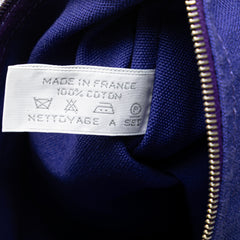 MADE IN FRANCE
100% COTON
NETTOYAGE A SEC